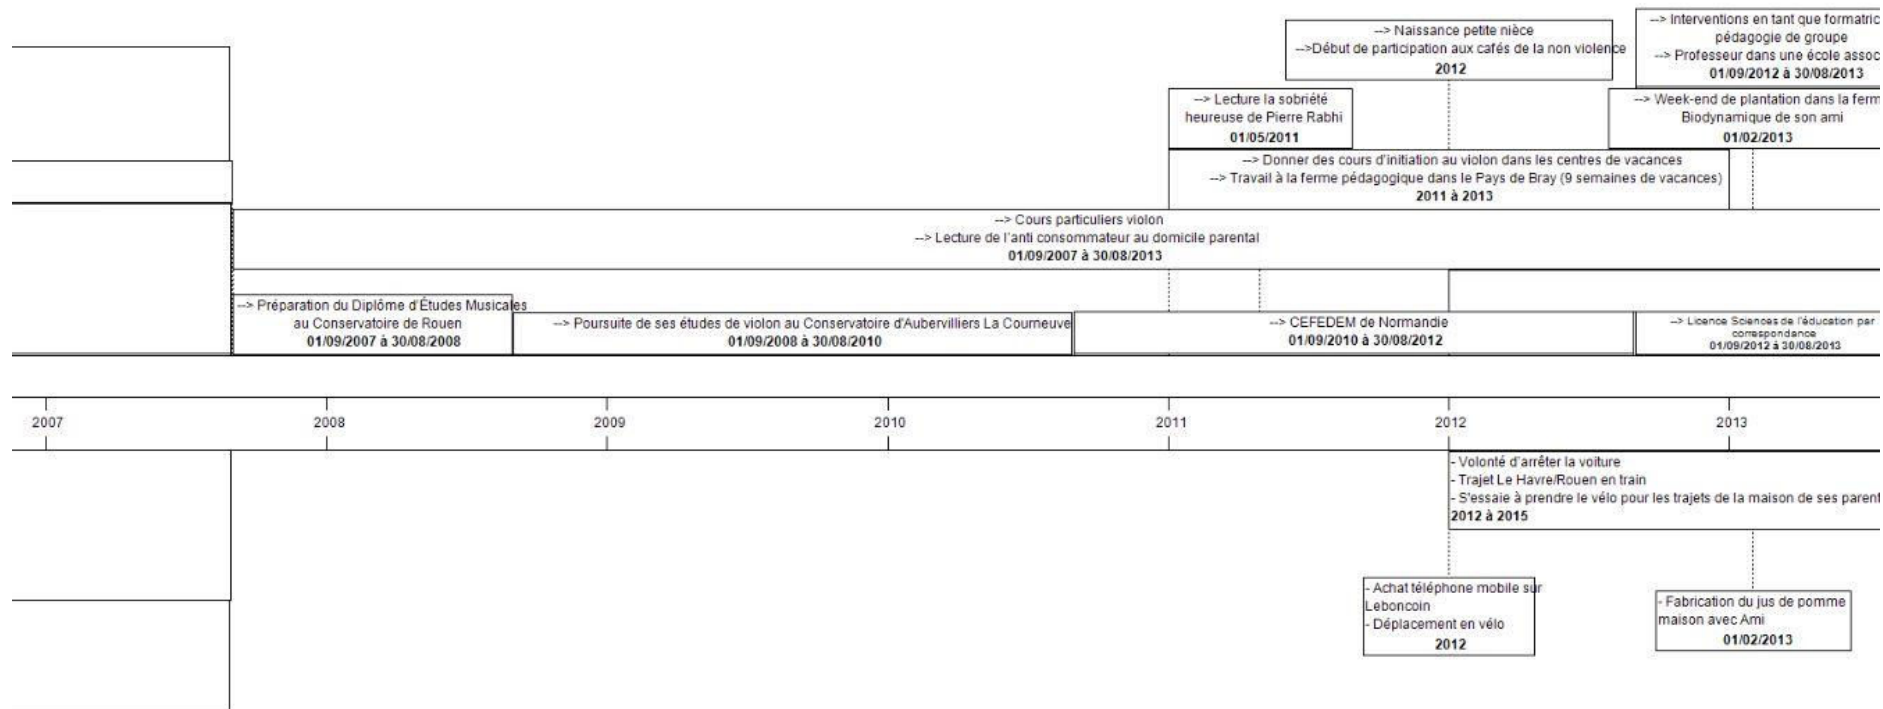 --> Naissance petite nièce
-->Début de participation aux cafés de la non violence
2012
--> Interventions en tant que formatric
pédagogie de groupe
--> Professeur dans une école assoc
01/09/2012 à 30/08/2013
--> Lecture la sobriété
heureuse de Pierre Rabhi
01/05/2011
--> Week-end de plantation dans la ferm
Biodynamique de son ami
01/02/2013
--> Donner des cours d'initiation au violon dans les centres de vacances
--> Travail à la ferme pédagogique dans le Pays de Bray (9 semaines de vacances)
2011 à 2013
--> Cours particuliers violon
--> Lecture de l'anti consommateur au domicile parental
01/09/2007 à 30/08/2013
--> Préparation du Diplôme d'Études Musicales
au Conservatoire de Rouen
01/09/2007 à 30/08/2008
--> Poursuite de ses études de violon au Conservatoire d'Aubervilliers La Courneuve
01/09/2008 à 30/08/2010
--> CEFEDEM de Normandie
01/09/2010 à 30/08/2012
--> Licence Sciences de l'éducation par
correspondance
01/09/2012 à 30/08/2013
2007 2008 2009 2010 2011 2012 2013
- Volonté d'arrêter la voiture
- Trajet Le Havre/Rouen en train
- S'essaie à prendre le vélo pour les trajets de la maison de ses parent
2012 à 2015
- Achat téléphone mobile sur
Leboncoin
- Déplacement en vélo
2012
- Fabrication du jus de pomme
maison avec Ami
01/02/2013